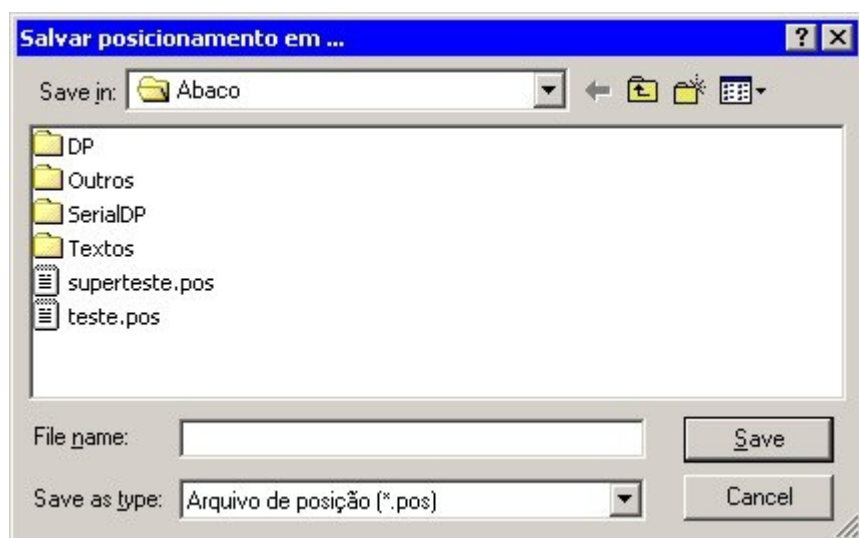 Salvar posicionamento em ...
Save in: Abaco
DP
Outros
SerialDP
Textos
superteste.pos
teste.pos
File name: Save
Save as type: Arquivo de posição (*.pos) Cancel